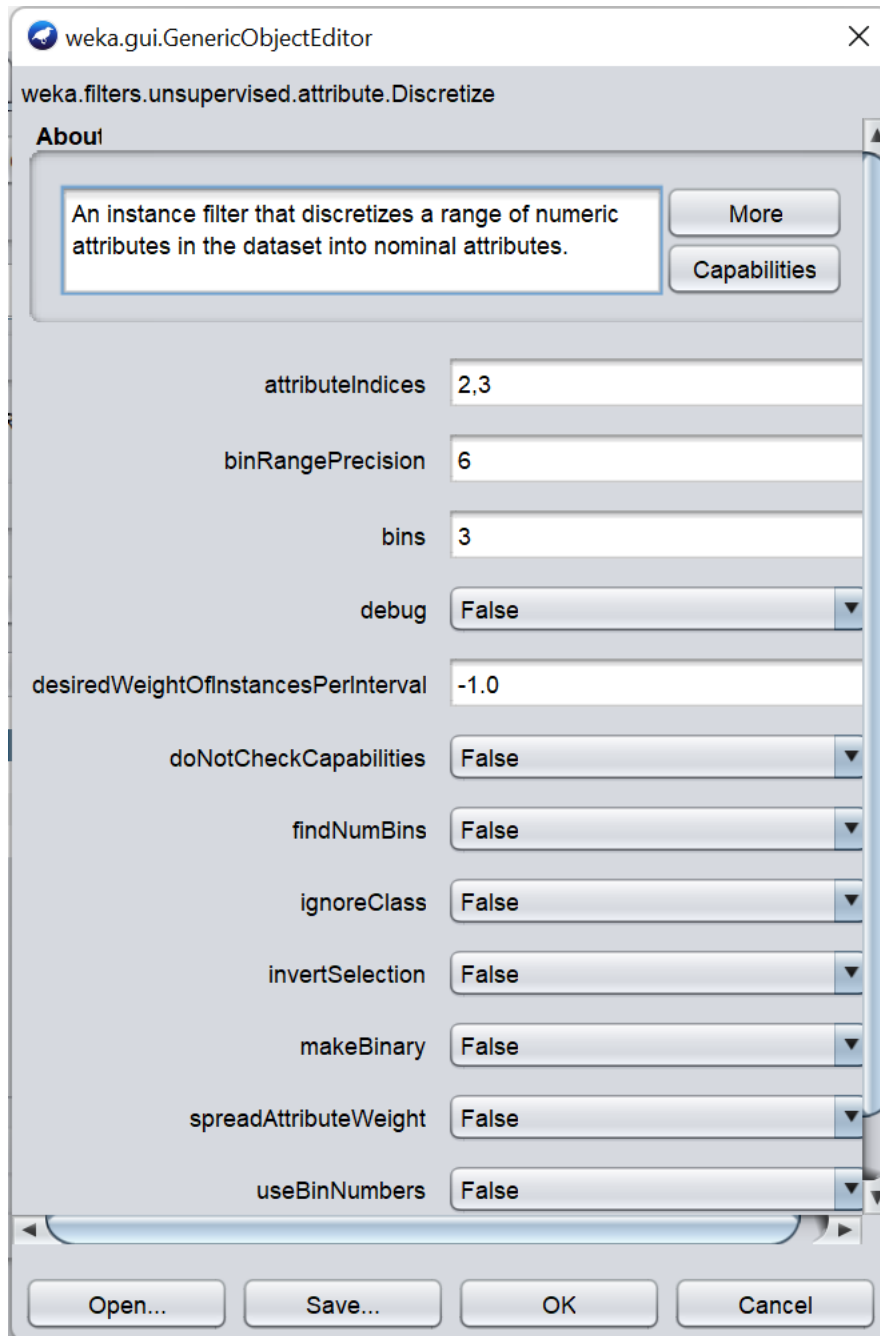 weka.gui.GenericObjectEditor
weka.filters.unsupervised.attribute.Discretize
About
An instance filter that discretizes a range of numeric
attributes in the dataset into nominal attributes.
More
Capabilities
attributeIndices 2,3
binRangePrecision 6
bins 3
debug False
desiredWeightOfInstancesPerInterval -1.0
doNotCheckCapabilities False
findNumBins False
ignoreClass False
invertSelection False
makeBinary False
spreadAttributeWeight False
useBinNumbers False
Open... Save... OK Cancel